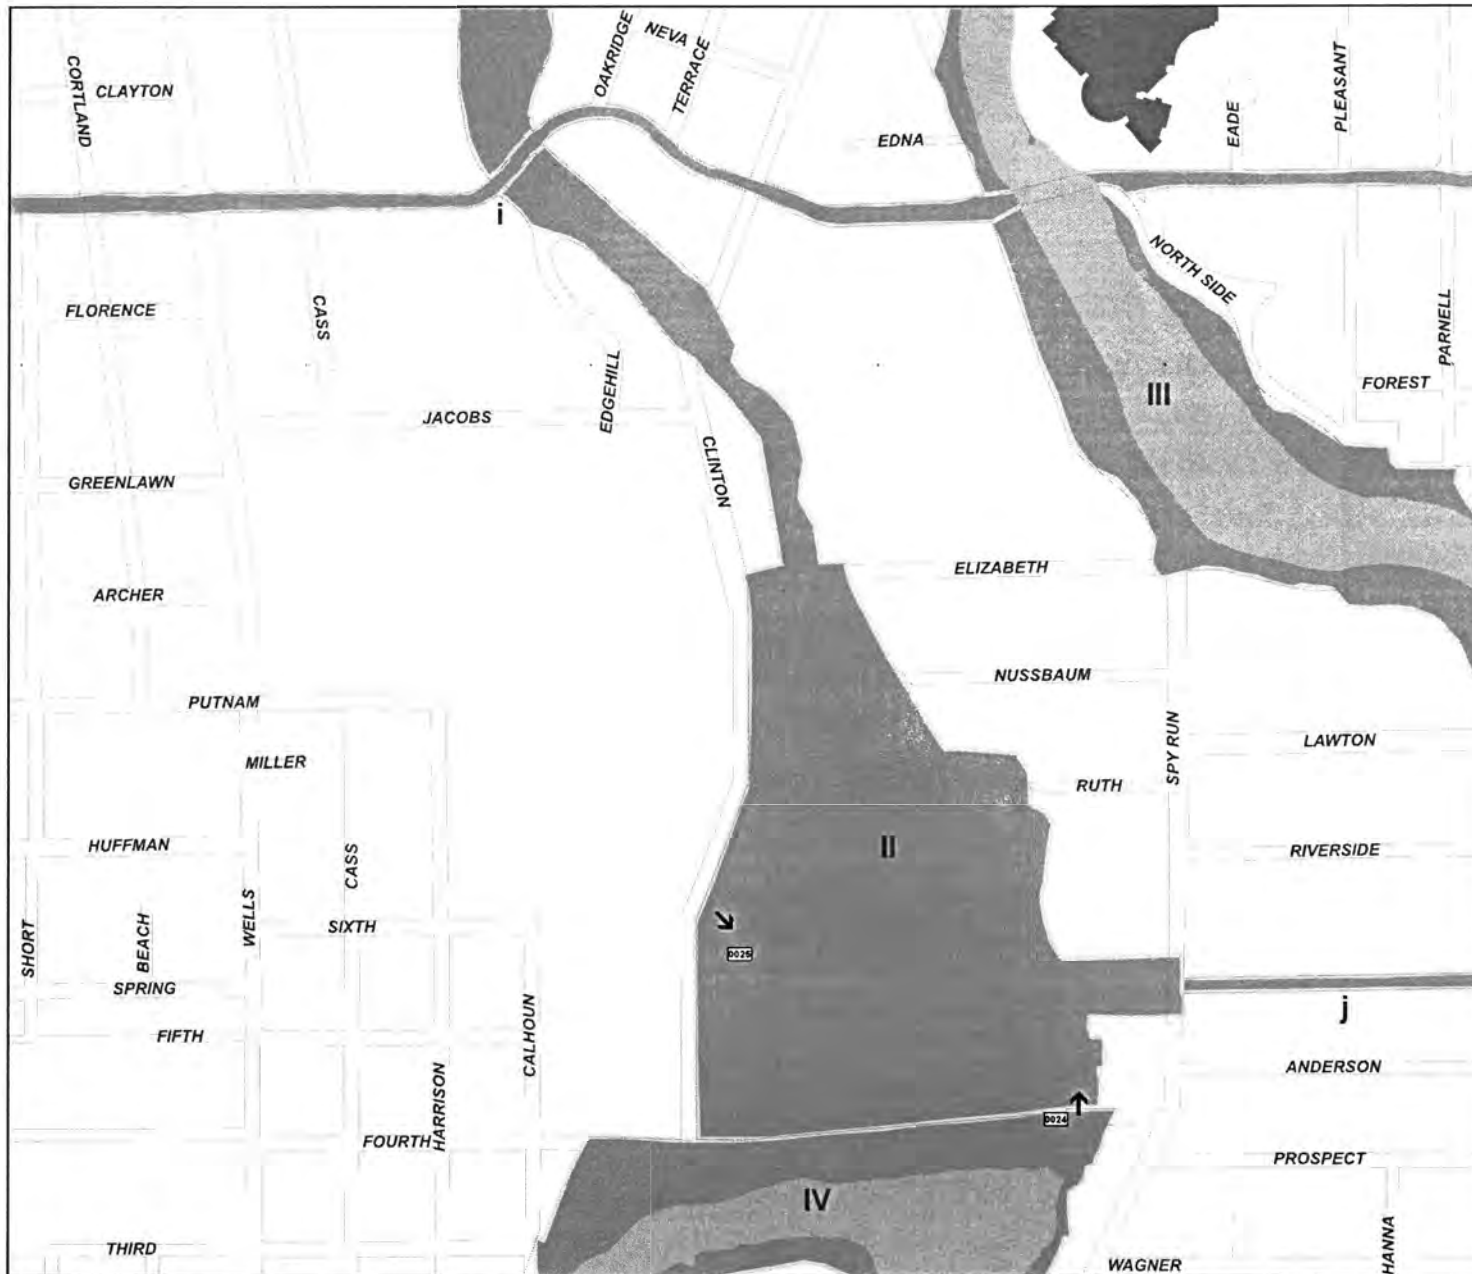 OAKRIDGE
NEVA
TERRACE
CORTLAND
CLAYTON
EDNA
EADE
PLEASANT
i
NORTH SIDE
FLORENCE
CASS
PARNELL
EDGEHILL
III
FOREST
JACOBS
CLINTON
GREENLAWN
ELIZABETH
ARCHER
NUSSBAUM
PUTNAM
SPY RUN
LAWTON
MILLER
RUTH
HUFFMAN
CASS
II
RIVERSIDE
WELLS
SHORT
BEACH
SIXTH
0025
SPRING
CALHOUN
j
FIFTH
ANDERSON
HARRISON
0024
FOURTH
PROSPECT
IV
THIRD
HANNA
WAGNER